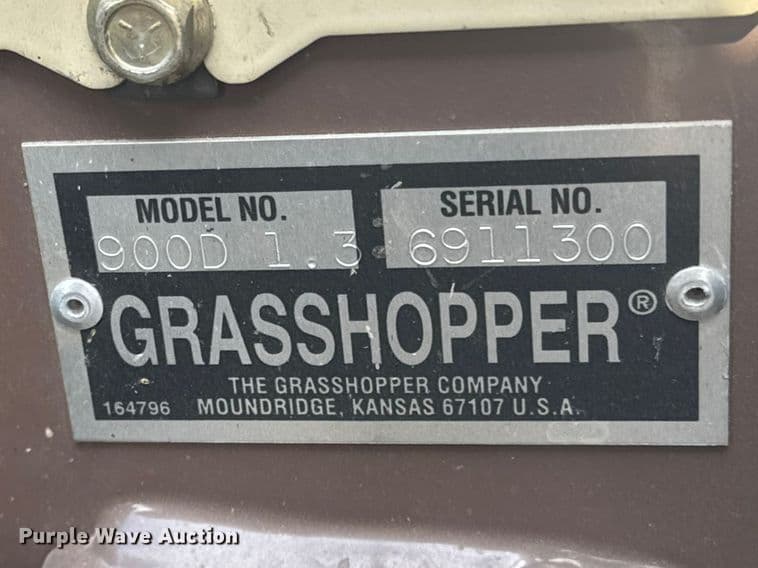 MODEL NO. SERIAL NO.
900D 1.3 6911300
GRASSHOPPER®
THE GRASSHOPPER COMPANY
164796 MOUNDRIDGE, KANSAS 67107 U.S.A.
Purple Wave Auction